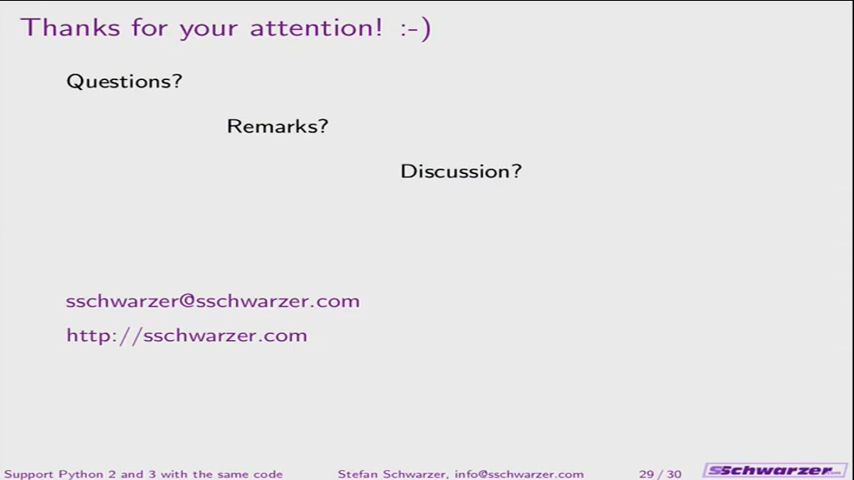 Thanks for your attention! :-)
Questions?
Remarks?
Discussion?
sschwarzer@sschwarzer.com
http://sschwarzer.com
Support Python 2 and 3 with the same code
Stefan Schwarzer, info@sschwarzer.com
29 / 30
SSchwarzer